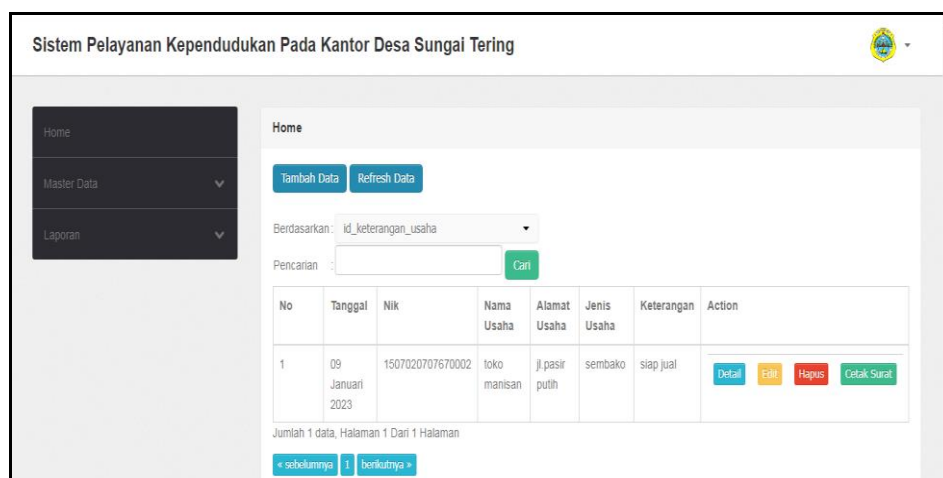 Sistem Pelayanan Kependudukan Pada Kantor Desa Sungai Tering
Home
Master Data
Laporan
Home
Tambah Data Refresh Data
Berdasarkan : id_keterangan_usaha
Pencarian : Cari
No Tanggal Nik Nama Usaha Alamat Usaha Jenis Usaha Keterangan Action
1 09 Januari 2023 1507020707670002 toko manisan jl.pasir putih sembako siap jual Detail Edit Hapus Cetak Surat
Jumlah 1 data, Halaman 1 Dari 1 Halaman
« sebelumnya 1 berikutnya »